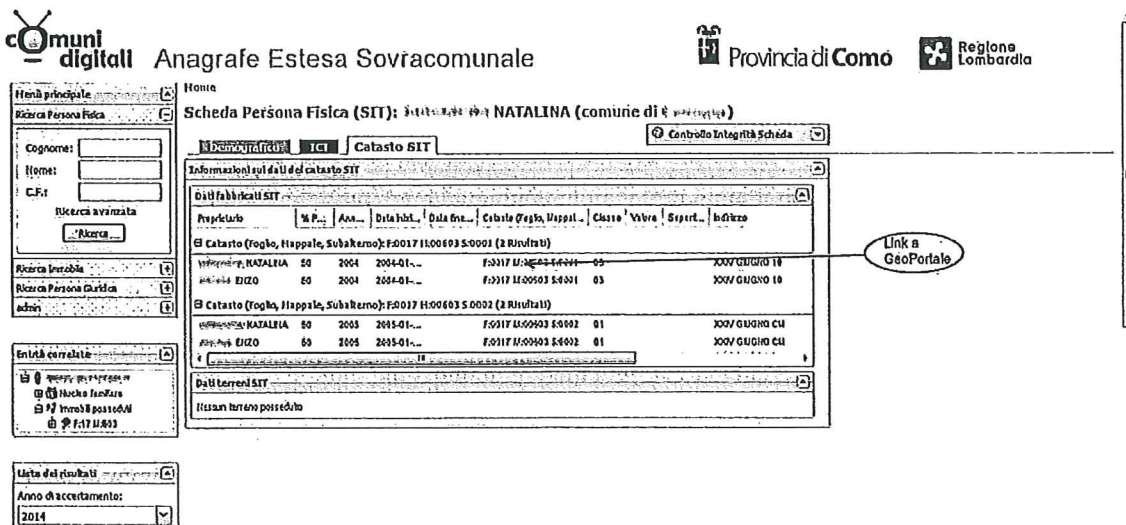 comuni digitali Anagrafe Estesa Sovracomunale
Provincia di Como
Regione Lombardia
Menù principale
Ricerca Persona Fisica
Cognome:
Nome:
C.F.:
Ricerca avanzata
Ricerca
Ricerca Immobile
Ricerca Persona Giuridica
admin
Entità correlate
Nucleo familiare
Immobili posseduti
F:17 M:603
Lista dei risultati
Anno di accertamento:
2014
Home
Scheda Persona Fisica (SIT): NATALINA (comune di
Controllo Integrità Scheda
Demografici ICI Catasto SIT
Informazioni sui dati del catasto SIT
Dati fabbricati SIT
Proprietario % P... Ann... Data Inizi... Data fine... Catasto (Foglio, Mappal... Classe Valore Superf... Indirizzo
Catasto (Foglio, Mappale, Subalterno): F:0017 M:00603 S:0001 (2 Risultati)
NATALINA 50 2004 2004-01-... XXV GIUGNO 10
ENZO 50 2004 2004-01-... F:0017 M:00603 S:0001 03 XXV GIUGNO 10
Catasto (Foglio, Mappale, Subalterno): F:0017 M:00603 S:0002 (2 Risultati)
NATALINA 50 2005 2005-01-... F:0017 M:00603 S:0002 01 XXV GIUGNO CM
ENZO 50 2005 2005-01-... F:0017 M:00603 S:0002 01 XXV GIUGNO CM
Dati terreni SIT
Nessun terreno posseduto
Link a
GeoPortale